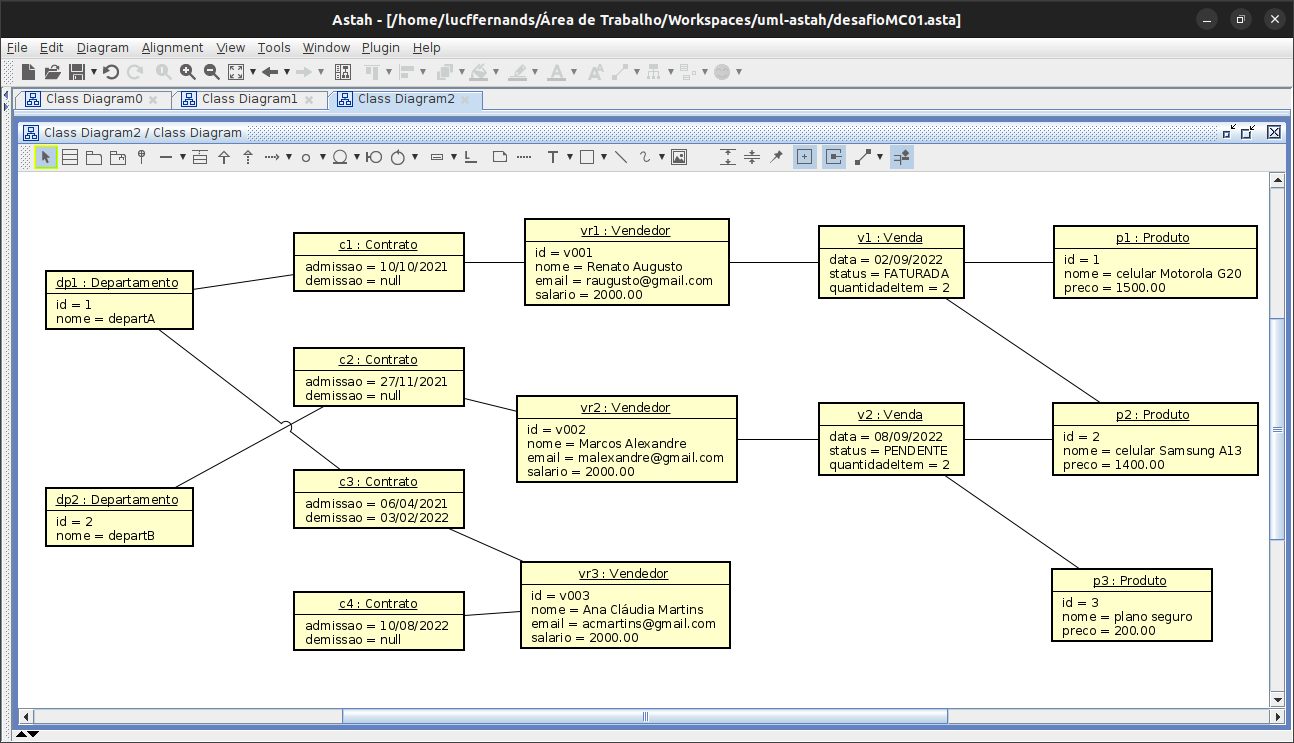 Astah - [/home/lucffernands/Área de Trabalho/Workspaces/uml-astah/desafioMC01.asta]
File Edit Diagram Alignment View Tools Window Plugin Help
Class Diagram0
Class Diagram1
Class Diagram2
Class Diagram2 / Class Diagram
T
dp1 : Departamento
id = 1
nome = departA
dp2 : Departamento
id = 2
nome = departB
c1 : Contrato
admissao = 10/10/2021
demissao = null
c2 : Contrato
admissao = 27/11/2021
demissao = null
c3 : Contrato
admissao = 06/04/2021
demissao = 03/02/2022
c4 : Contrato
admissao = 10/08/2022
demissao = null
vr1 : Vendedor
id = v001
nome = Renato Augusto
email = raugusto@gmail.com
salario = 2000.00
vr2 : Vendedor
id = v002
nome = Marcos Alexandre
email = malexandre@gmail.com
salario = 2000.00
vr3 : Vendedor
id = v003
nome = Ana Cláudia Martins
email = acmartins@gmail.com
salario = 2000.00
v1 : Venda
data = 02/09/2022
status = FATURADA
quantidadeItem = 2
v2 : Venda
data = 08/09/2022
status = PENDENTE
quantidadeItem = 2
p1 : Produto
id = 1
nome = celular Motorola G20
preco = 1500.00
p2 : Produto
id = 2
nome = celular Samsung A13
preco = 1400.00
p3 : Produto
id = 3
nome = plano seguro
preco = 200.00